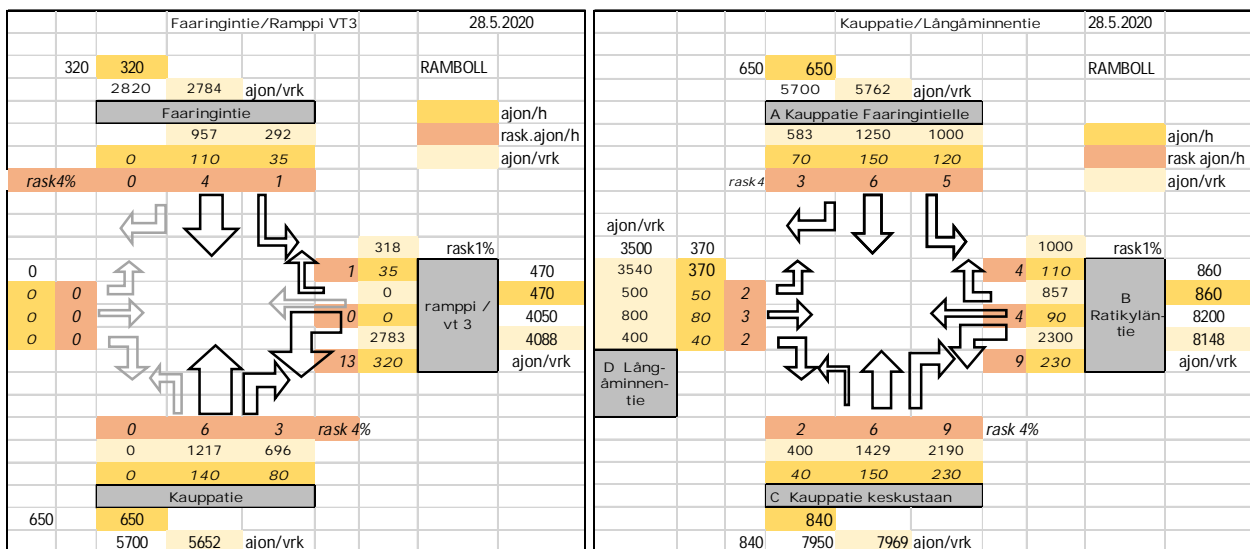 Faaringintie/Ramppi VT3 28.5.2020
320 320 RAMBOLL
2820 2784 ajon/vrk
Faaringintie ajon/h
957 292 rask.ajon/h
0 110 35 ajon/vrk
rask4% 0 4 1
318 rask1%
0 1 35 470
0 0 0 470
0 0 0 0 4050
0 0 2783 4088
13 320 ajon/vrk
ramppi / vt 3
0 6 3 rask 4%
0 1217 696
0 140 80
Kauppatie
650 650
5700 5652 ajon/vrk
Kauppatie/Långåminnentie 28.5.2020
650 650 RAMBOLL
5700 5762 ajon/vrk
A Kauppatie Faaringintielle
583 1250 1000 ajon/h
70 150 120 rask ajon/h
rask4 3 6 5 ajon/vrk
ajon/vrk
3500 370 1000 rask1%
3540 370 4 110 860
500 50 2 857 860
800 80 3 4 90 8200
400 40 2 2300 8148
9 230 ajon/vrk
B
Ratikylän-
tie
D Lång-
åminnen-
tie
2 6 9 rask 4%
400 1429 2190
40 150 230
C Kauppatie keskustaan
840
840 7950 7969 ajon/vrk